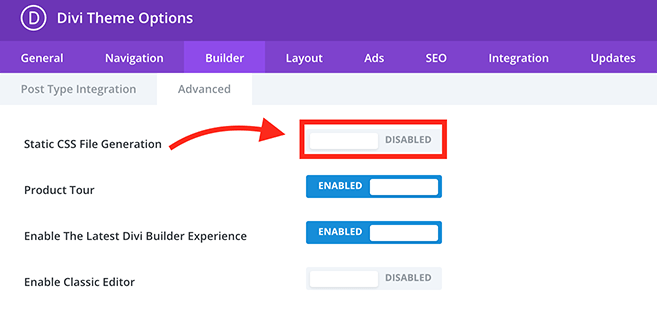 D Divi Theme Options
General Navigation Builder Layout Ads SEO Integration Updates
Post Type Integration Advanced
Static CSS File Generation DISABLED
Product Tour ENABLED
Enable The Latest Divi Builder Experience ENABLED
Enable Classic Editor DISABLED